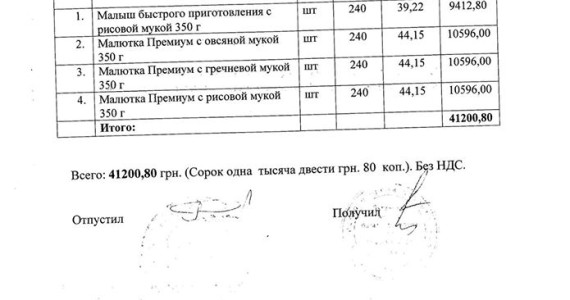 1. Малыш быстрого приготовления с шт 240 39,22 9412,80
рисовой мукой 350 г
2. Малютка Премиум с овсяной мукой шт 240 44,15 10596,00
350 г
3. Малютка Премиум с гречневой мукой шт 240 44,15 10596,00
350 г
4. Малютка Премиум с рисовой мукой шт 240 44,15 10596,00
350 г
Итого: 41200,80
Всего: 41200,80 грн. (Сорок одна тысяча двести грн. 80 коп.). Без НДС.
Отпустил Получил